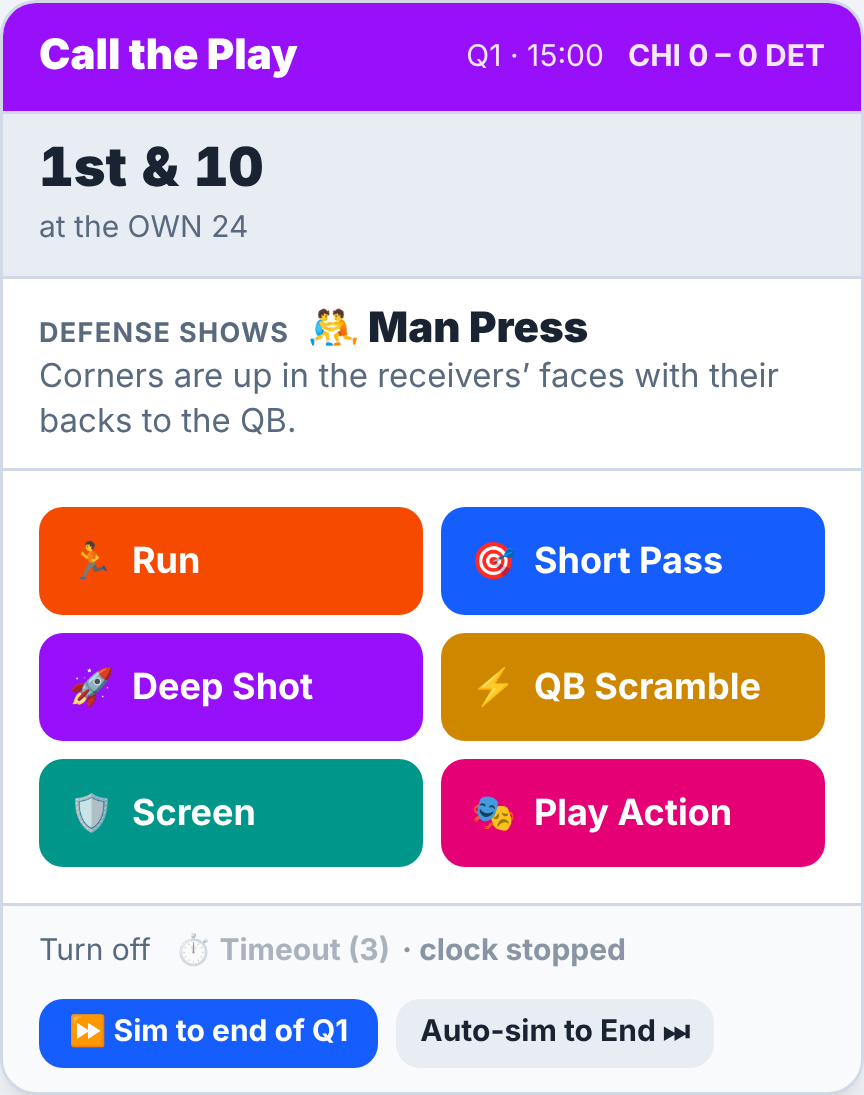 Call the Play
Q1 · 15:00 CHI 0 – 0 DET
1st & 10
at the OWN 24
DEFENSE SHOWS 🤼 Man Press
Corners are up in the receivers’ faces with their
backs to the QB.
🏃 Run
🎯 Short Pass
🚀 Deep Shot
⚡ QB Scramble
🛡️ Screen
🎭 Play Action
Turn off ⏱️ Timeout (3) · clock stopped
⏩ Sim to end of Q1
Auto-sim to End ⏭